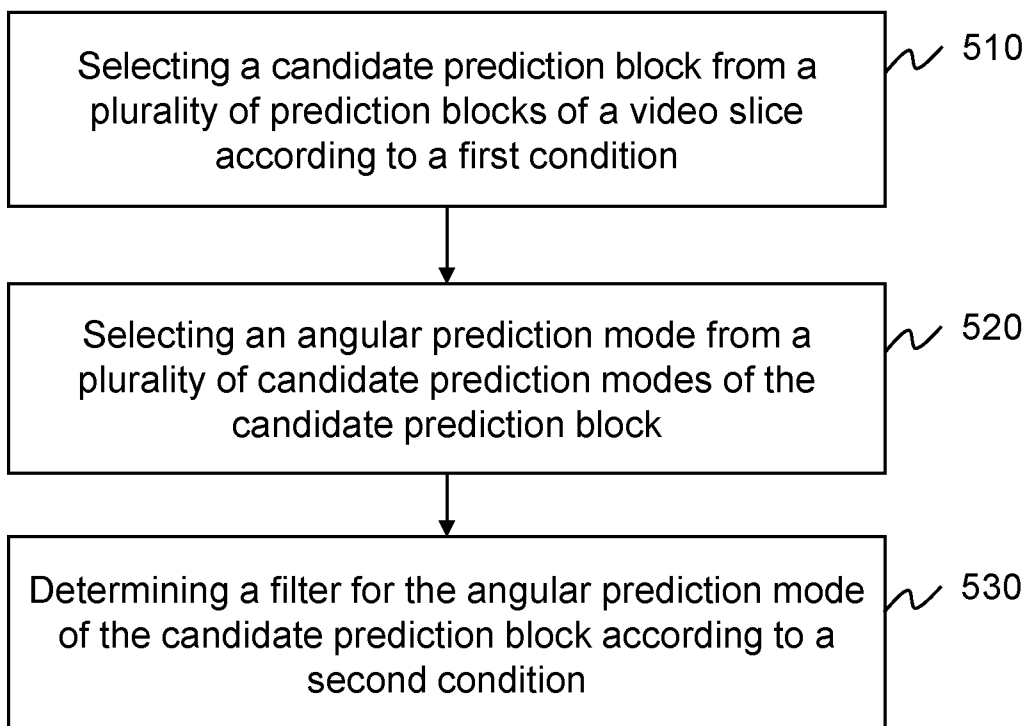 Selecting a candidate prediction block from a
plurality of prediction blocks of a video slice
according to a first condition
510
Selecting an angular prediction mode from a
plurality of candidate prediction modes of the
candidate prediction block
520
Determining a filter for the angular prediction mode
of the candidate prediction block according to a
second condition
530